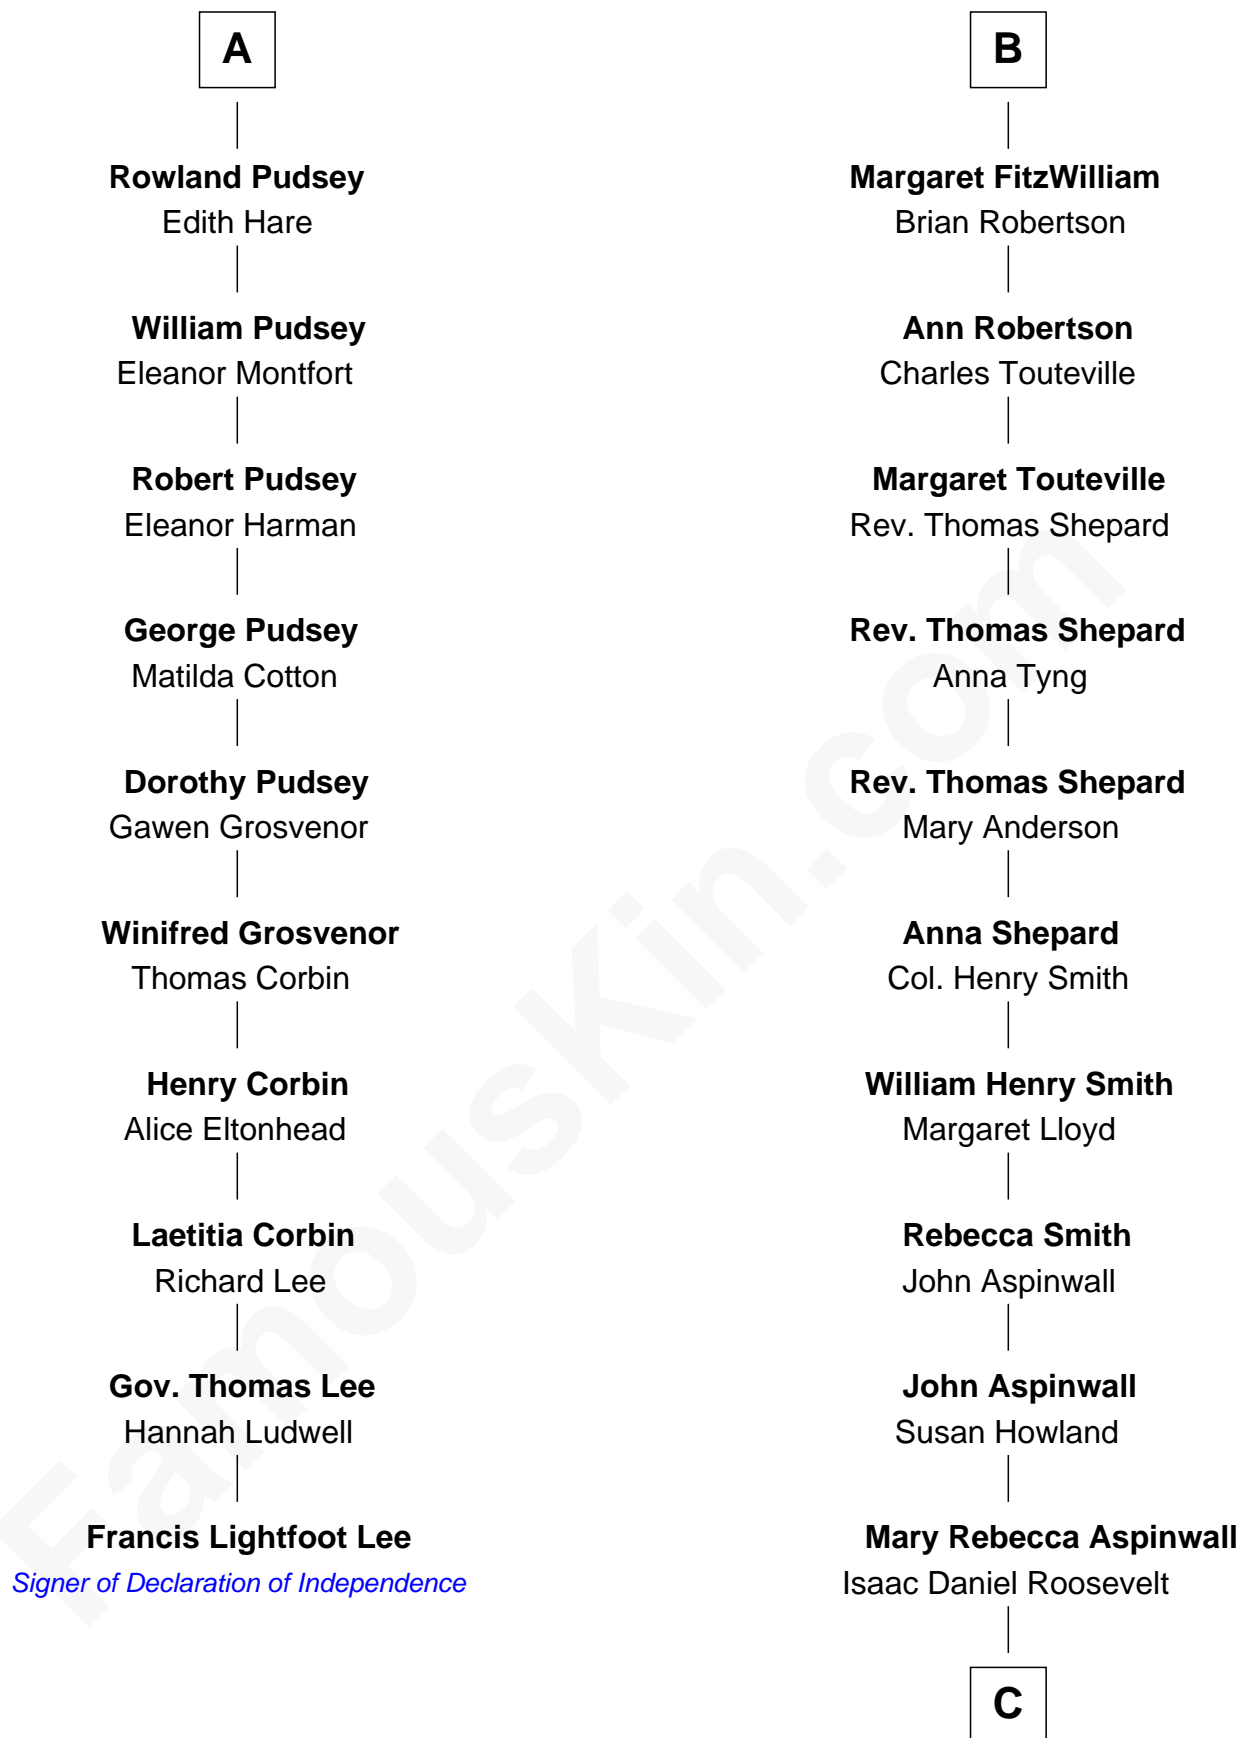 A
Rowland Pudsey
Edith Hare
William Pudsey
Eleanor Montfort
Robert Pudsey
Eleanor Harman
George Pudsey
Matilda Cotton
Dorothy Pudsey
Gawen Grosvenor
Winifred Grosvenor
Thomas Corbin
Henry Corbin
Alice Eltonhead
Laetitia Corbin
Richard Lee
Gov. Thomas Lee
Hannah Ludwell
Francis Lightfoot Lee
Signer of Declaration of Independence
B
Margaret FitzWilliam
Brian Robertson
Ann Robertson
Charles Touteville
Margaret Touteville
Rev. Thomas Shepard
Rev. Thomas Shepard
Anna Tyng
Rev. Thomas Shepard
Mary Anderson
Anna Shepard
Col. Henry Smith
William Henry Smith
Margaret Lloyd
Rebecca Smith
John Aspinwall
John Aspinwall
Susan Howland
Mary Rebecca Aspinwall
Isaac Daniel Roosevelt
C
FamousKin.com